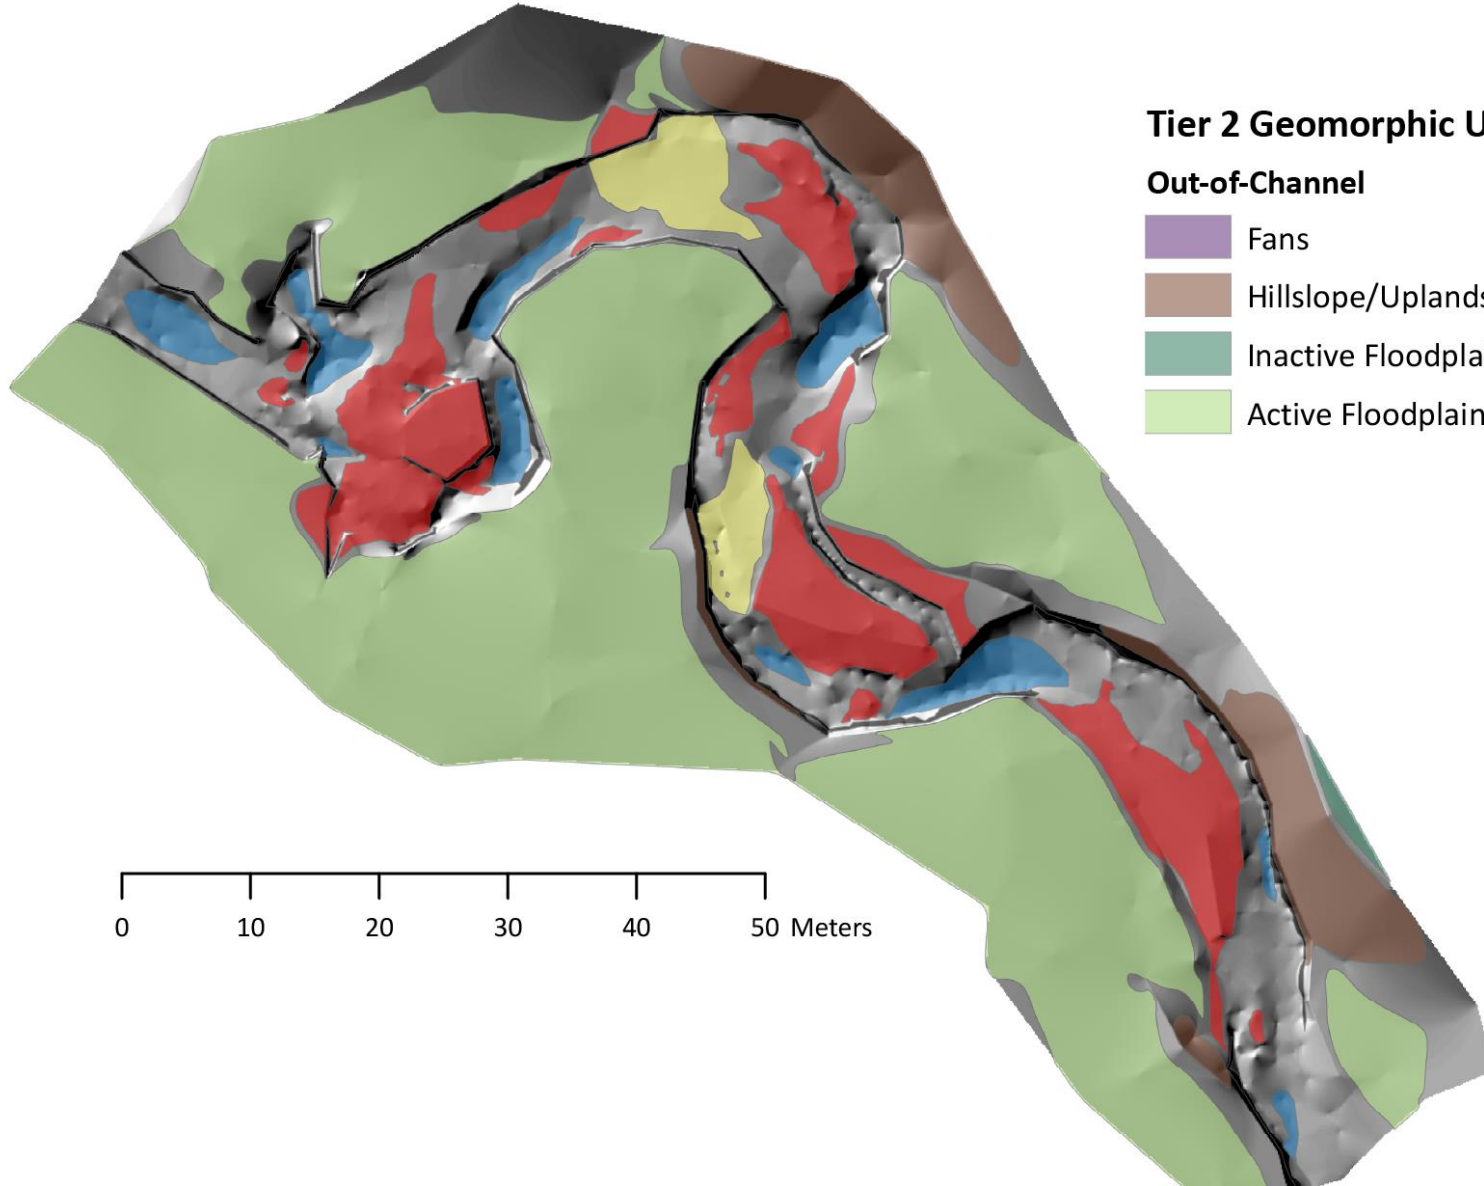 Tier 2 Geomorphic U
Out-of-Channel
Fans
Hillslope/Uplands
Inactive Floodplai
Active Floodplain
0 10 20 30 40 50 Meters